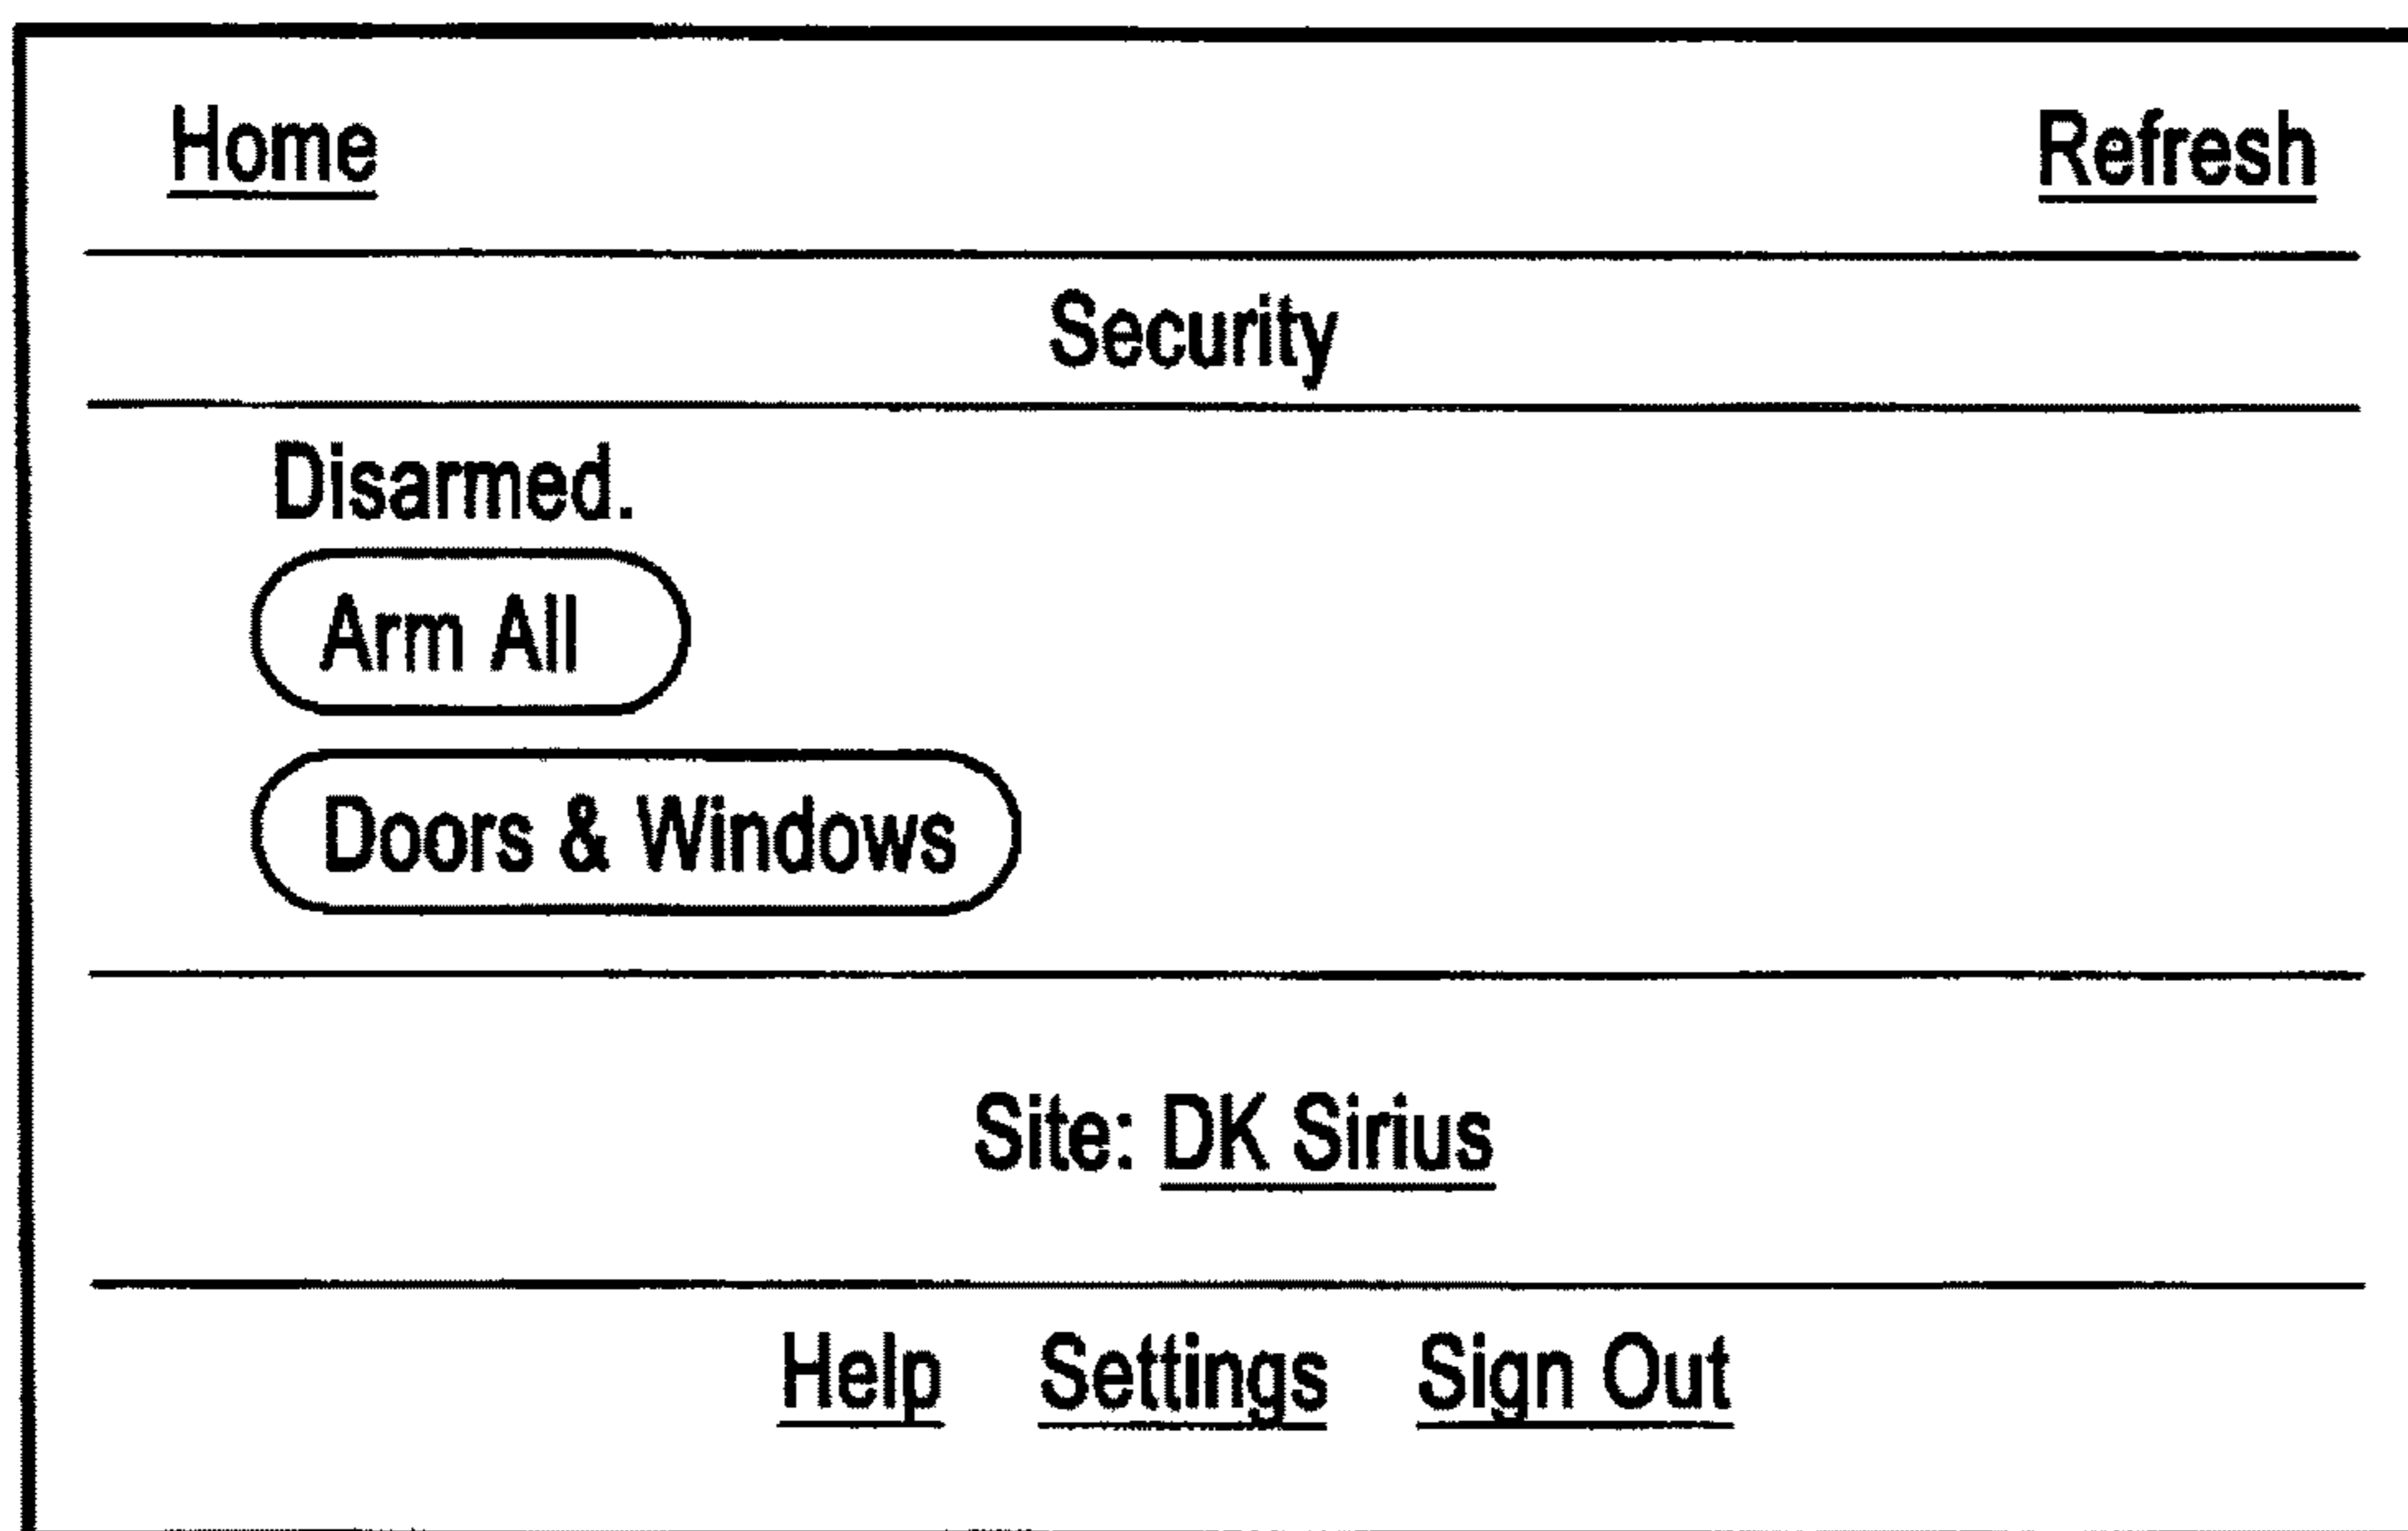 Home Refresh
Security
Disarmed.
Arm All
Doors & Windows
Site: DK Sirius
Help Settings Sign Out